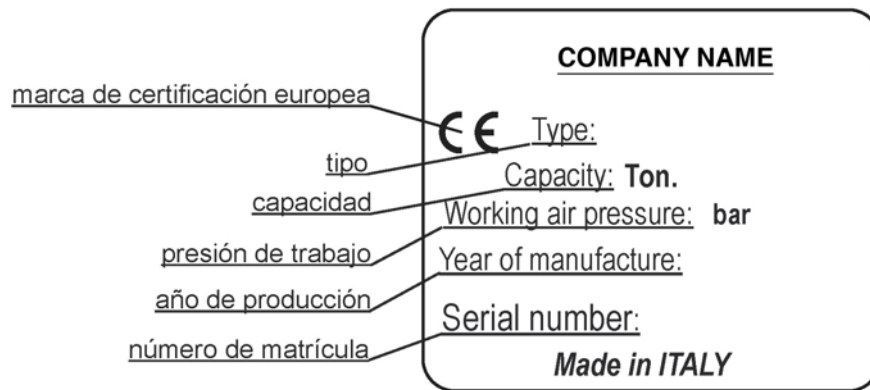 COMPANY NAME
marca de certificación europea
CE Type:
tipo
Capacity: Ton.
capacidad
Working air pressure: bar
presión de trabajo
Year of manufacture:
año de producción
Serial number:
número de matrícula
Made in ITALY